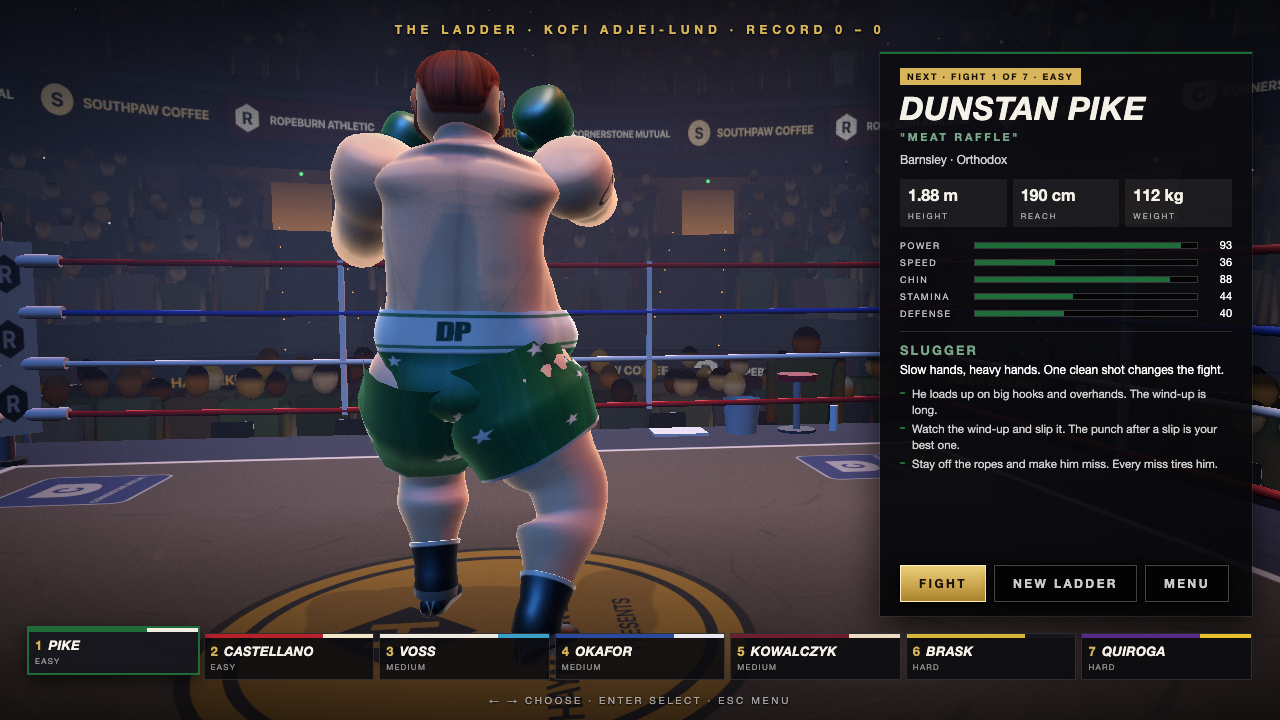 THE LADDER · KOFI ADJEI-LUND · RECORD 0 – 0
S SOUTHPAW COFFEE
R ROPEBURN ATHLETIC
CORNERSTONE MUTUAL
S SOUTHPAW COFFEE
R
NEXT · FIGHT 1 OF 7 · EASY
DUNSTAN PIKE
"MEAT RAFFLE"
Barnsley · Orthodox
1.88 m
HEIGHT
190 cm
REACH
112 kg
WEIGHT
POWER 93
SPEED 36
CHIN 88
STAMINA 44
DEFENSE 40
SLUGGER
Slow hands, heavy hands. One clean shot changes the fight.
- He loads up on big hooks and overhands. The wind-up is
long.
- Watch the wind-up and slip it. The punch after a slip is your
best one.
- Stay off the ropes and make him miss. Every miss tires him.
FIGHT
NEW LADDER
MENU
DP
R
R
R
1 PIKE
EASY
2 CASTELLANO
EASY
3 VOSS
MEDIUM
4 OKAFOR
MEDIUM
5 KOWALCZYK
MEDIUM
6 BRASK
HARD
7 QUIROGA
HARD
← → CHOOSE · ENTER SELECT · ESC MENU